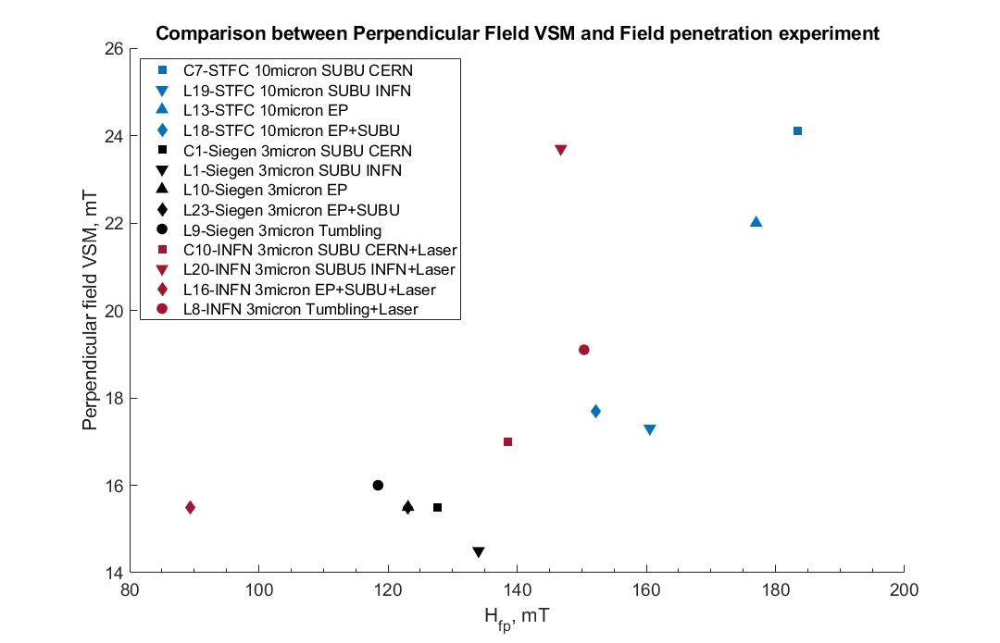 Comparison between Perpendicular FIeld VSM and Field penetration experiment
26
24
22
20
18
16
14
Perpendicular field VSM, mT
C7-STFC 10micron SUBU CERN
L19-STFC 10micron SUBU INFN
L13-STFC 10micron EP
L18-STFC 10micron EP+SUBU
C1-Siegen 3micron SUBU CERN
L1-Siegen 3micron SUBU INFN
L10-Siegen 3micron EP
L23-Siegen 3micron EP+SUBU
L9-Siegen 3micron Tumbling
C10-INFN 3micron SUBU CERN+Laser
L20-INFN 3micron SUBU5 INFN+Laser
L16-INFN 3micron EP+SUBU+Laser
L8-INFN 3micron Tumbling+Laser
80 100 120 140 160 180 200
Hfp, mT